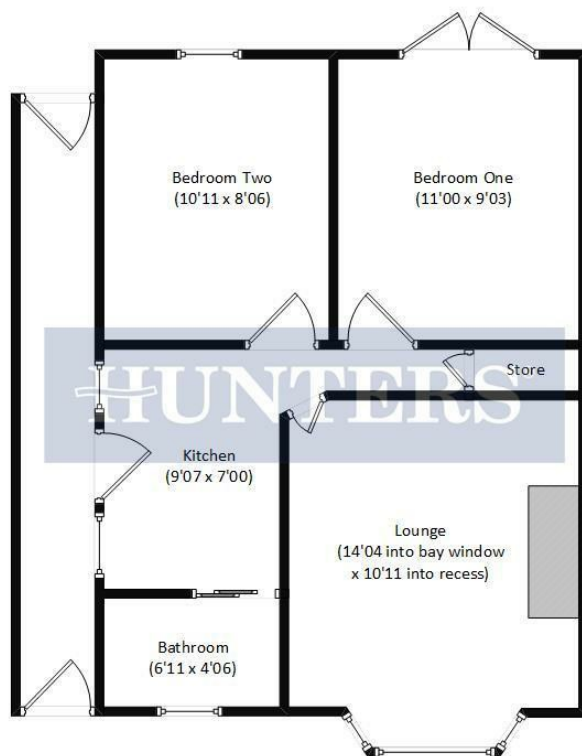 Bedroom Two
(10'11 x 8'06)
Bedroom One
(11'00 x 9'03)
Store
HUNTERS
Kitchen
(9'07 x 7'00)
Lounge
(14'04 into bay window
x 10'11 into recess)
Bathroom
(6'11 x 4'06)